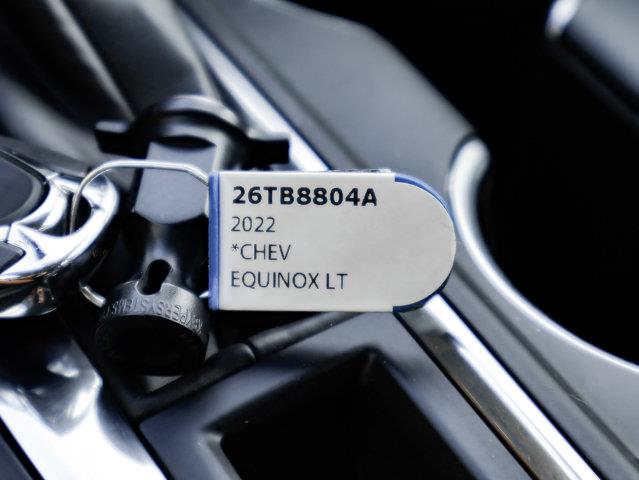 26TB8804A
2022
*CHEV
EQUINOX LT